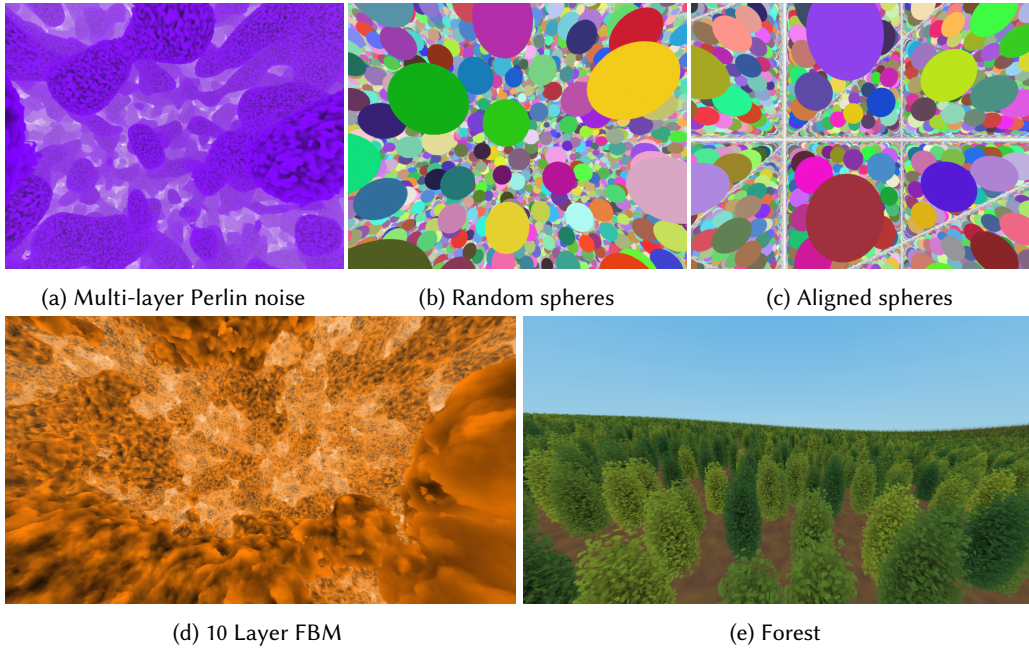 (a) Multi-layer Perlin noise
(b) Random spheres
(c) Aligned spheres
(d) 10 Layer FBM
(e) Forest